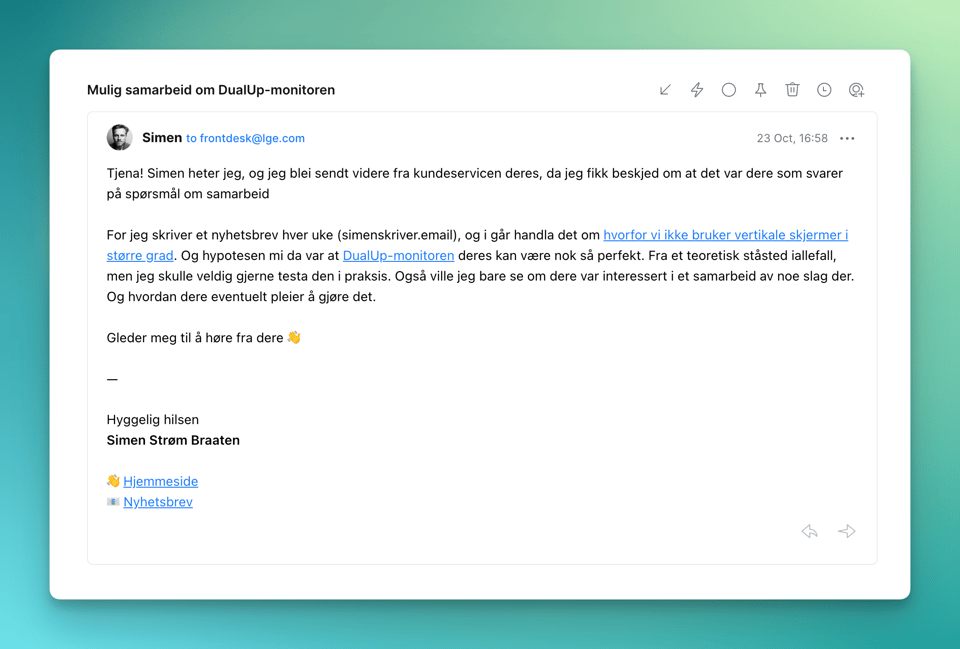 Mulig samarbeid om DualUp-monitoren
Simen to frontdesk@lge.com
23 Oct, 16:58
Tjena! Simen heter jeg, og jeg blei sendt videre fra kundeservicen deres, da jeg fikk beskjed om at det var dere som svarer
på spørsmål om samarbeid
For jeg skriver et nyhetsbrev hver uke (simenskriver.email), og i går handla det om hvorfor vi ikke bruker vertikale skjermer i
større grad. Og hypotesen mi da var at DualUp-monitoren deres kan være nok så perfekt. Fra et teoretisk ståsted iallefall,
men jeg skulle veldig gjerne testa den i praksis. Også ville jeg bare se om dere var interessert i et samarbeid av noe slag der.
Og hvordan dere eventuelt pleier å gjøre det.
Gleder meg til å høre fra dere 👋
—
Hyggelig hilsen
Simen Strøm Braaten
👋 Hjemmeside
📧 Nyhetsbrev